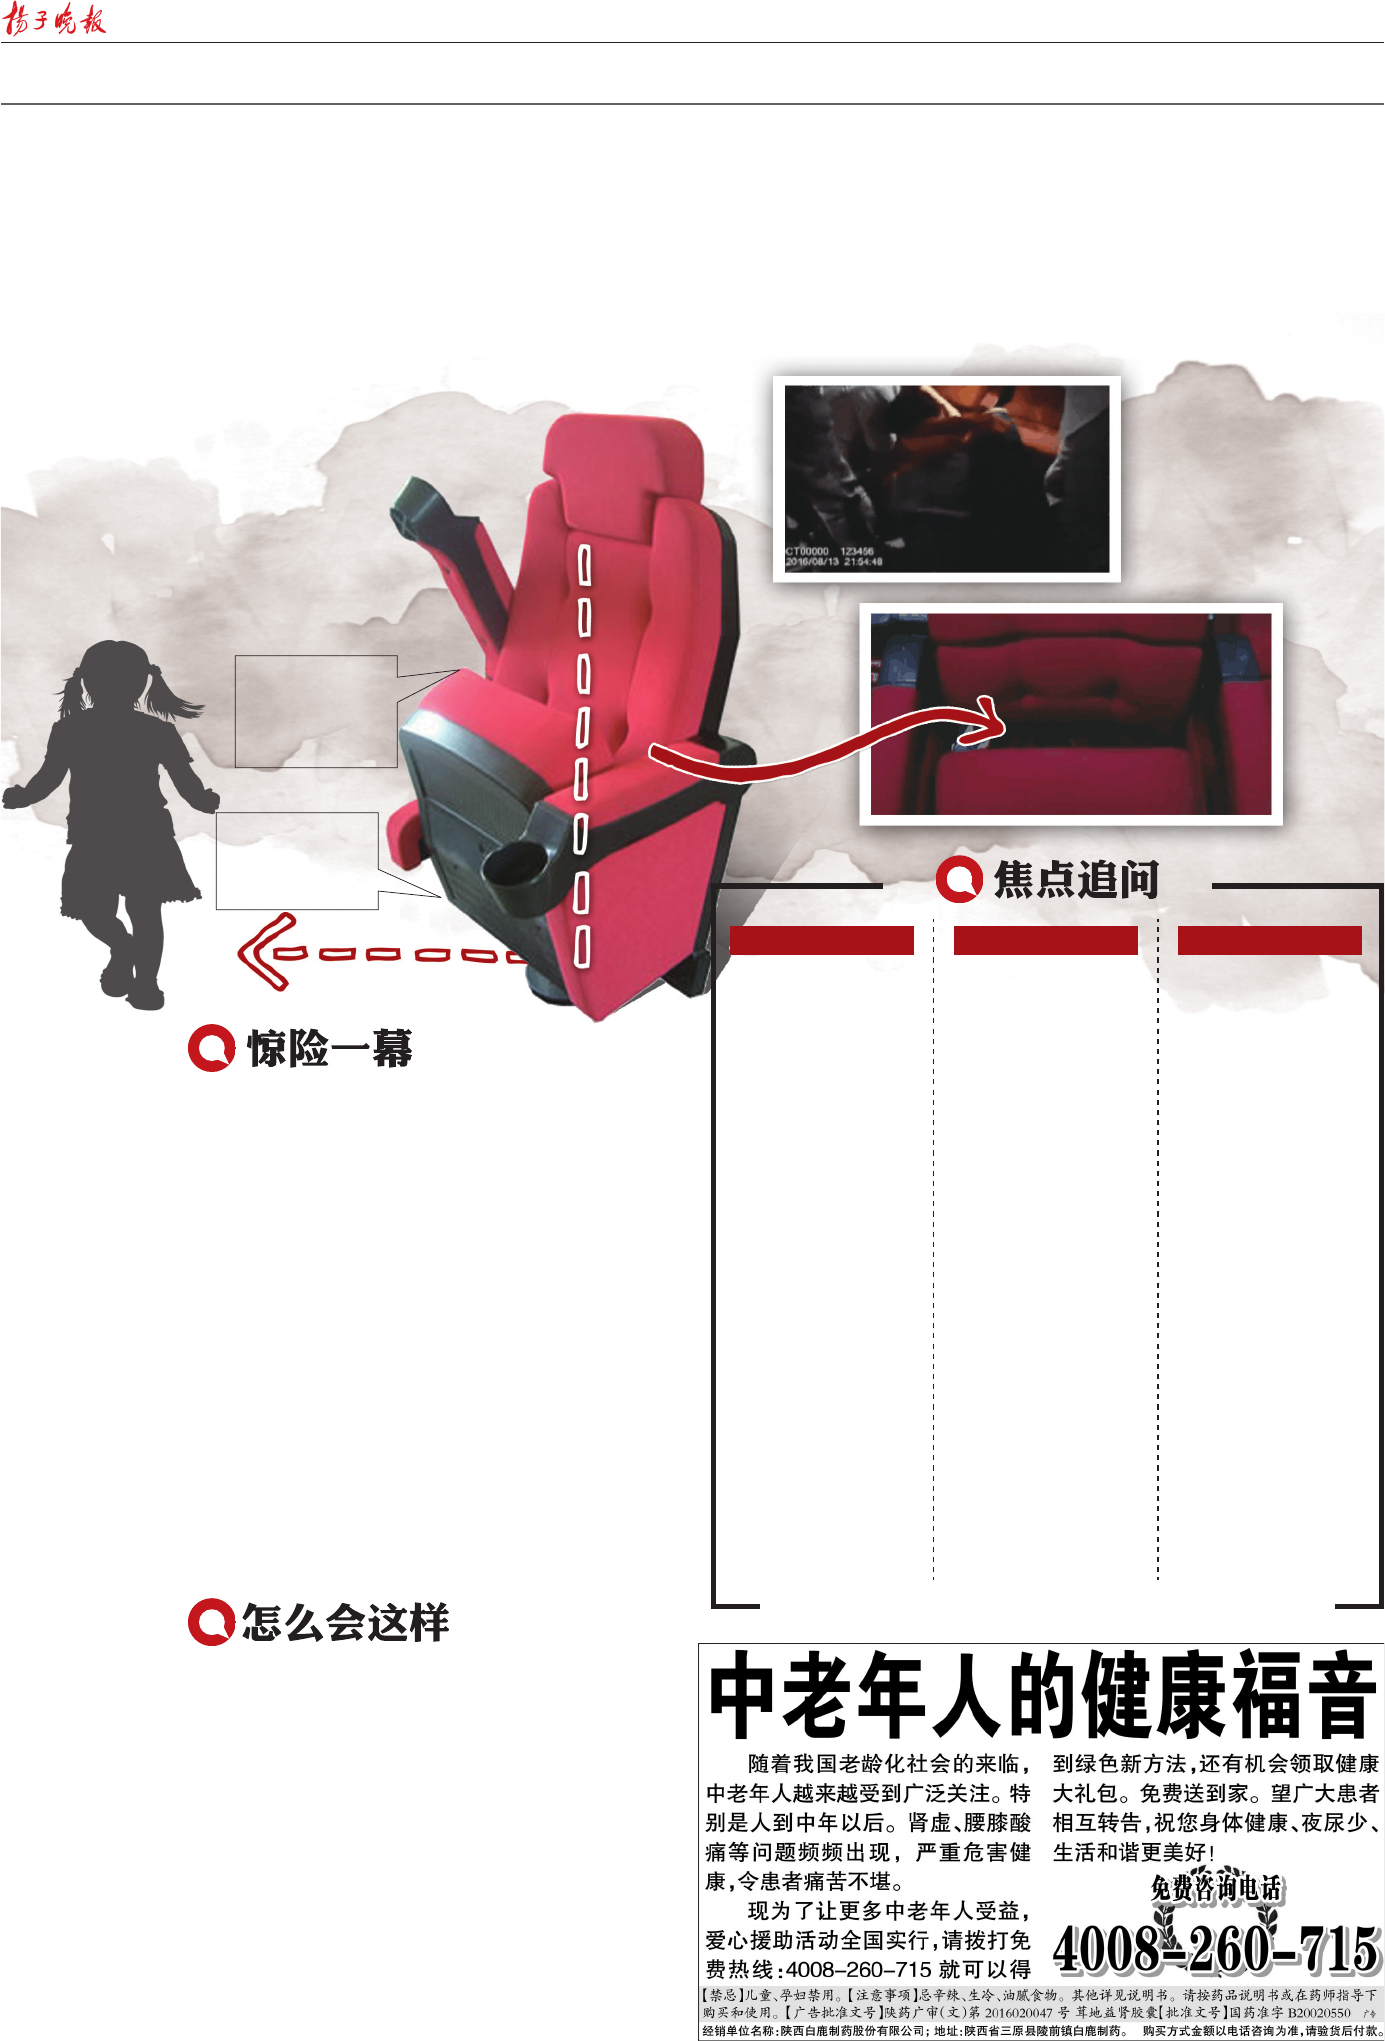 扬子晚报
CT00000 123456
2016/08/13 21:54:48
焦点追问
惊险一幕
怎么会这样
中老年人的健康福音
随着我国老龄化社会的来临，
中老年人越来越受到广泛关注。特
别是人到中年以后。肾虚、腰膝酸
痛等问题频频出现，严重危害健
康，令患者痛苦不堪。
现为了让更多中老年人受益，
爱心援助活动全国实行，请拨打免
费热线：4008-260-715 就可以得
到绿色新方法，还有机会领取健康
大礼包。免费送到家。望广大患者
相互转告，祝您身体健康、夜尿少、
生活和谐更美好！
免费咨询电话
4008-260-715
【禁忌】儿童、孕妇禁用。【注意事项】忌辛辣、生冷、油腻食物。其他详见说明书。请按药品说明书或在药师指导下
购买和使用。【广告批准文号】陕药广审(文)第 2016020047 号 茸地益肾胶囊【批准文号】国药准字 B20020550 广告
经销单位名称：陕西白鹿制药股份有限公司；地址：陕西省三原县陵前镇白鹿制药。 购买方式金额以电话咨询为准，请验货后付款。